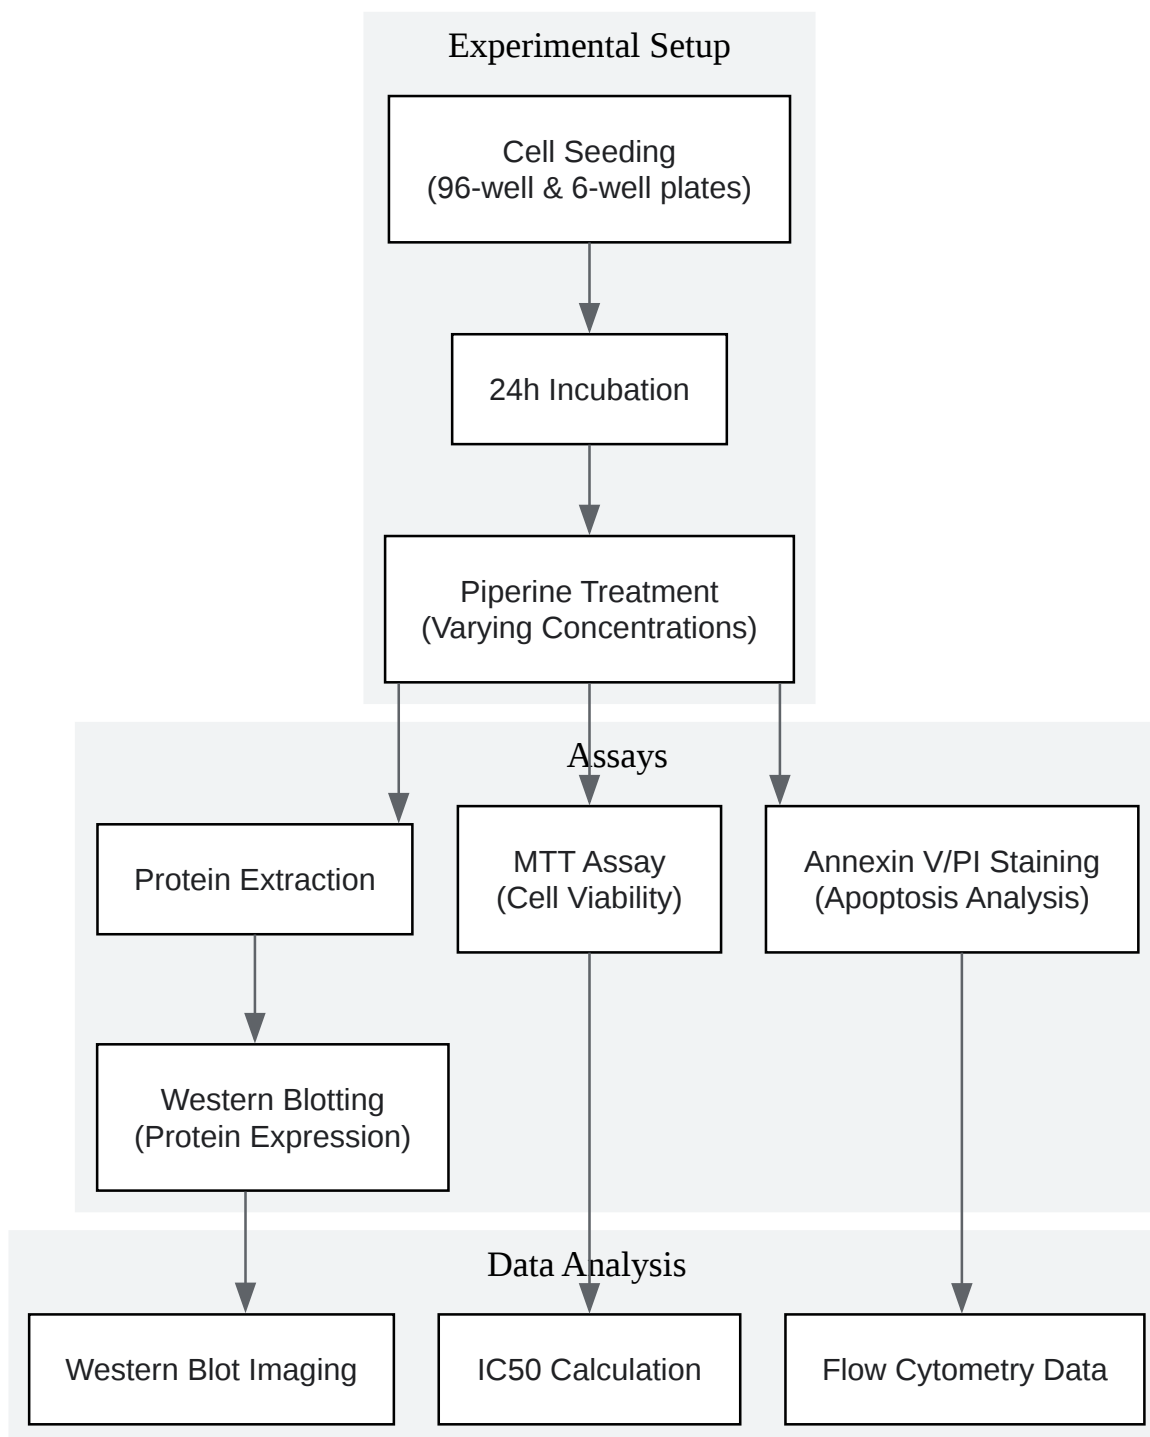 Experimental Setup
Cell Seeding
(96-well & 6-well plates)
24h Incubation
Piperine Treatment
(Varying Concentrations)
Assays
Protein Extraction
MTT Assay
(Cell Viability)
Annexin V/PI Staining
(Apoptosis Analysis)
Western Blotting
(Protein Expression)
Data Analysis
Western Blot Imaging
IC50 Calculation
Flow Cytometry Data